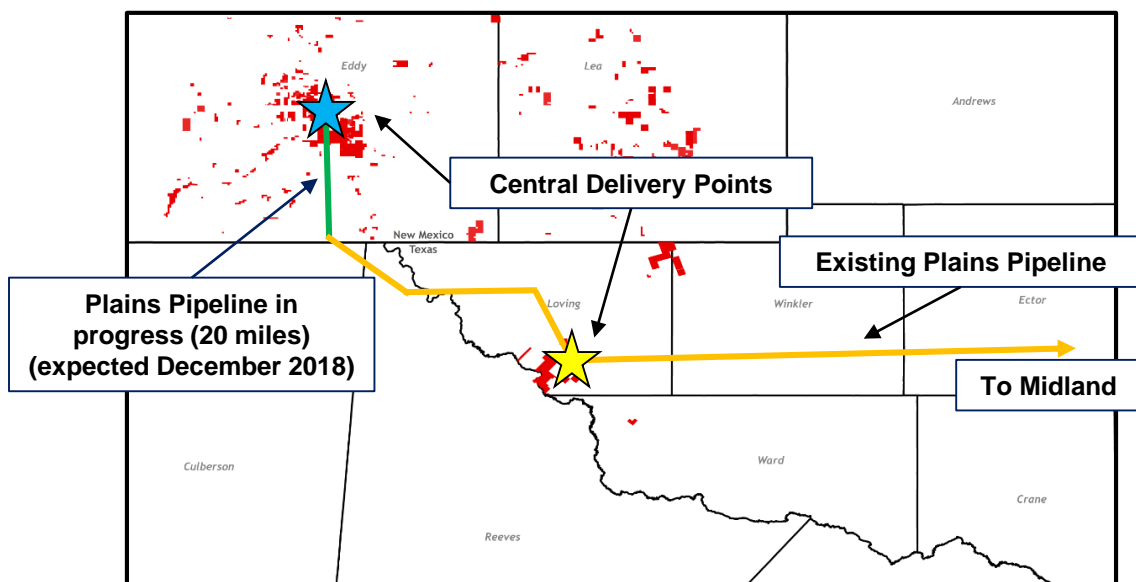 Eddy
Lea
Andrews
Central Delivery Points
New Mexico
Texas
Existing Plains Pipeline
Plains Pipeline in
progress (20 miles)
(expected December 2018)
Loving
Winkler
Ector
To Midland
Culberson
Ward
Crane
Reeves